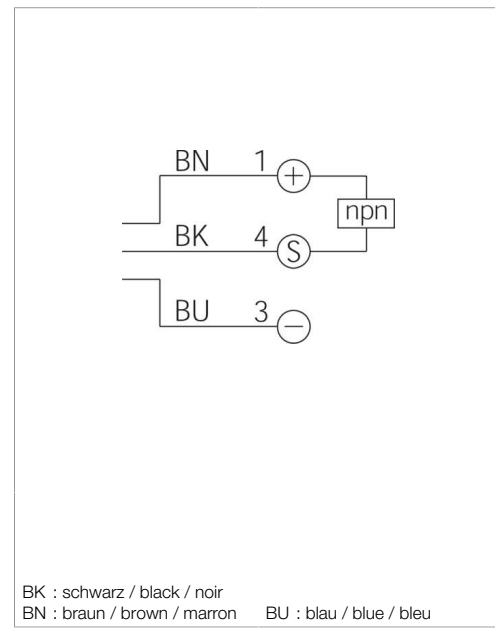 BN 1 +
npn
BK 4 S
BU 3 −
BK : schwarz / black / noir
BN : braun / brown / marron BU : blau / blue / bleu